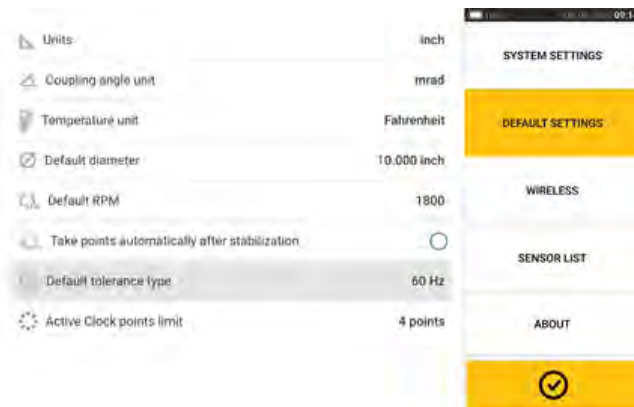 09:1
Units inch
SYSTEM SETTINGS
Coupling angle unit mrad
Temperature unit Fahrenheit
DEFAULT SETTINGS
Default diameter 10.000 inch
Default RPM 1800
WIRELESS
Take points automatically after stabilization
SENSOR LIST
Default tolerance type 60 Hz
Active Clock points limit 4 points
ABOUT